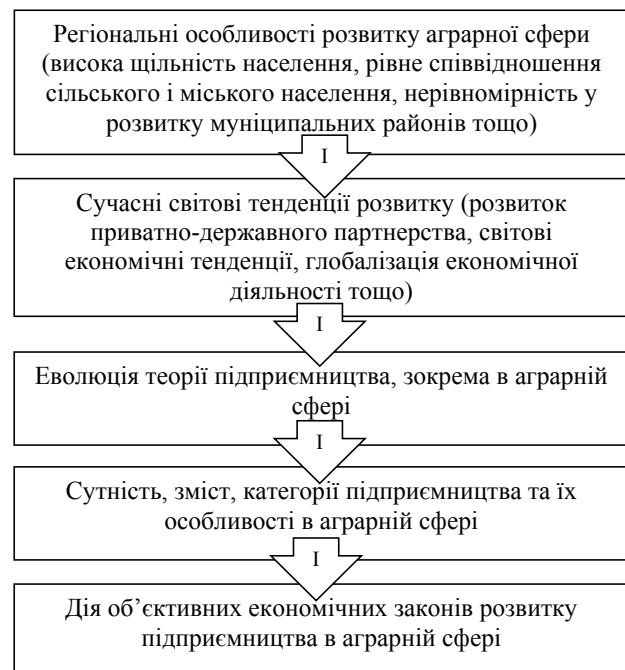 Регіональні особливості розвитку аграрної сфери
(висока щільність населення, рівне співвідношення
сільського і міського населення, нерівномірність у
розвитку муніципальних районів тощо)
І
Сучасні світові тенденції розвитку (розвиток
приватно-державного партнерства, світові
економічні тенденції, глобалізація економічної
діяльності тощо)
І
Еволюція теорії підприємництва, зокрема в аграрній
сфері
І
Сутність, зміст, категорії підприємництва та їх
особливості в аграрній сфері
І
Дія об’єктивних економічних законів розвитку
підприємництва в аграрній сфері